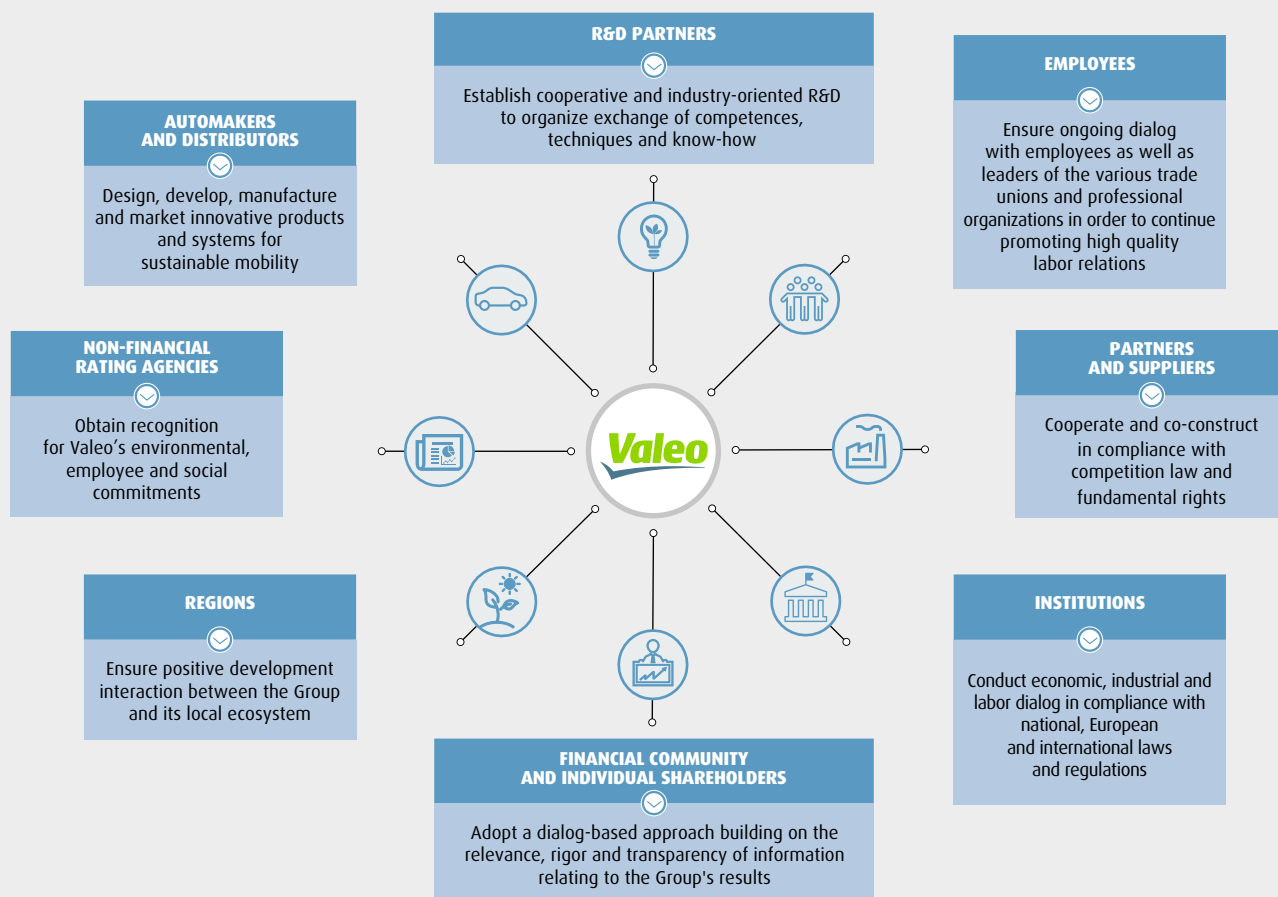 R&D PARTNERS
Establish cooperative and industry-oriented R&D
to organize exchange of competences,
techniques and know-how
EMPLOYEES
Ensure ongoing dialog
with employees as well as
leaders of the various trade
unions and professional
organizations in order to continue
promoting high quality
labor relations
AUTOMAKERS
AND DISTRIBUTORS
Design, develop, manufacture
and market innovative products
and systems for
sustainable mobility
NON-FINANCIAL
RATING AGENCIES
Obtain recognition
for Valeo's environmental,
employee and social
commitments
PARTNERS
AND SUPPLIERS
Cooperate and co-construct
in compliance with
competition law and
fundamental rights
Valeo
REGIONS
Ensure positive development
interaction between the Group
and its local ecosystem
INSTITUTIONS
Conduct economic, industrial and
labor dialog in compliance with
national, European
and international laws
and regulations
FINANCIAL COMMUNITY
AND INDIVIDUAL SHAREHOLDERS
Adopt a dialog-based approach building on the
relevance, rigor and transparency of information
relating to the Group's results